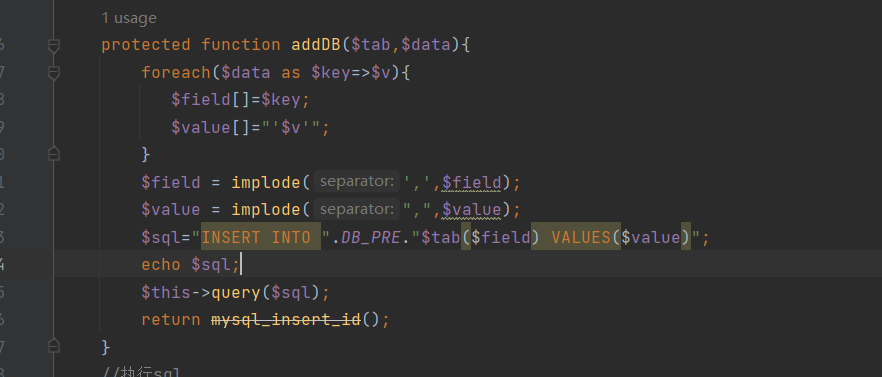 1 usage
6 protected function addDB($tab,$data){
7 foreach($data as $key=>$v){
8 $field[]=$key;
9 $value[]="'$v'";
0 }
1 $field = implode( separator: ',',$field);
2 $value = implode( separator: ",",$value);
3 $sql="INSERT INTO ".DB_PRE."$tab($field) VALUES($value)";
4 echo $sql;
5 $this->query($sql);
6 return mysql_insert_id();
7 }
8 //执行sql